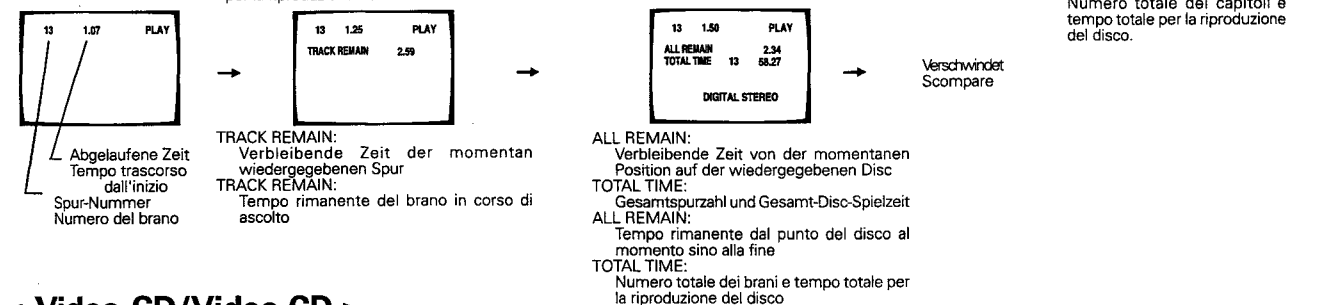 Numero totale dei capitoli e
tempo totale per la riproduzione
del disco.
13 1.07 PLAY
Abgelaufene Zeit
Tempo trascorso
dall'inizio
Spur-Nummer
Numero del brano
13 1.25 PLAY
TRACK REMAIN 2.59
TRACK REMAIN:
Verbleibende Zeit der momentan
wiedergegebenen Spur
TRACK REMAIN:
Tempo rimanente del brano in corso di
ascolto
13 1.50 PLAY
ALL REMAIN 2.34
TOTAL TIME 13 58.27
DIGITAL STEREO
ALL REMAIN:
Verbleibende Zeit von der momentanen
Position auf der wiedergegebenen Disc
TOTAL TIME:
Gesamtspurzahl und Gesamt-Disc-Spielzeit
ALL REMAIN:
Tempo rimanente dal punto del disco al
momento sino alla fine
TOTAL TIME:
Numero totale dei brani e tempo totale per
la riproduzione del disco
Verschwindet
Scompare
Video CD/Video CD